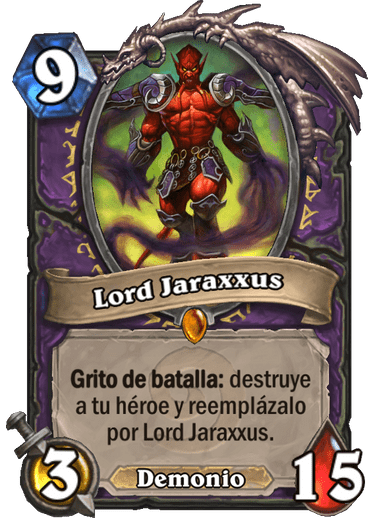 9
Lord Jaraxxus
Grito de batalla: destruye
a tu héroe y reemplázalo
por Lord Jaraxxus.
3
Demonio
15